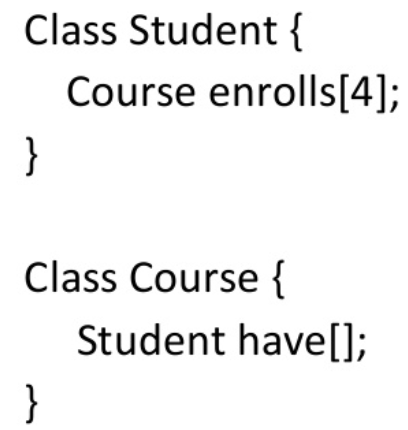 Class Student {
Course enrolls[4];
}
Class Course {
Student have[];
}